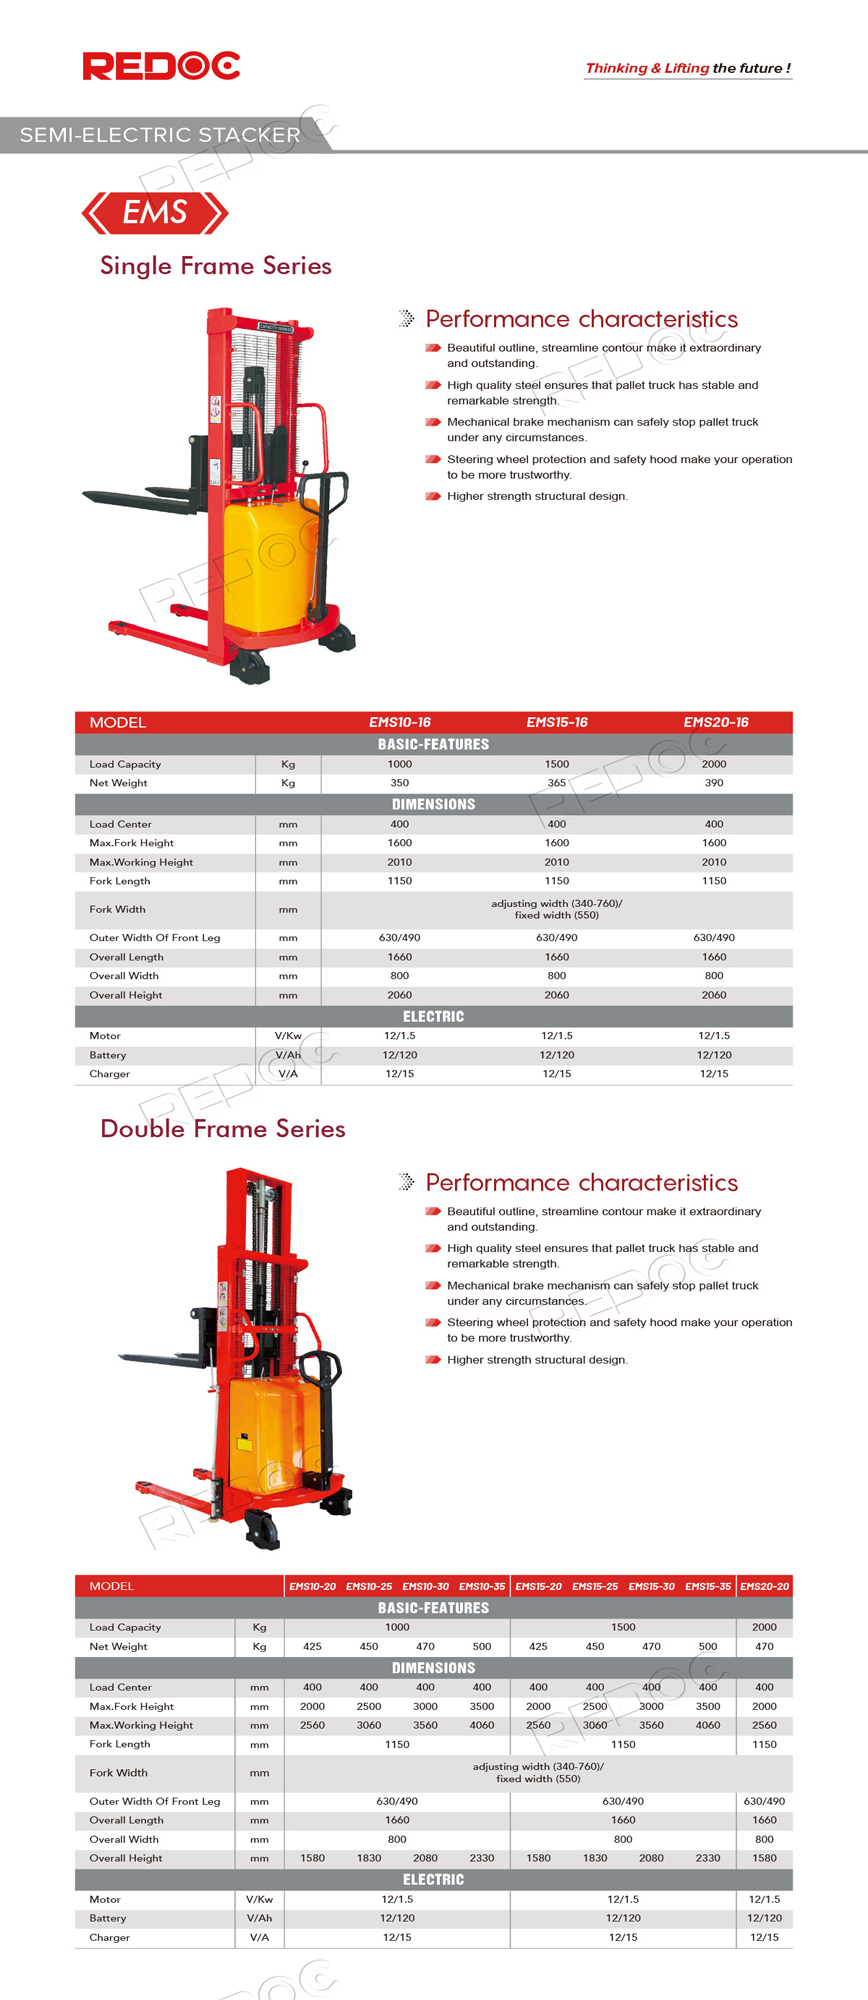 REDOC
Thinking & Lifting the future !
SEMI-ELECTRIC STACKER
EMS
Single Frame Series
Performance characteristics
Beautiful outline, streamline contour make it extraordinary
and outstanding.
High quality steel ensures that pallet truck has stable and
remarkable strength.
Mechanical brake mechanism can safely stop pallet truck
under any circumstances.
Steering wheel protection and safety hood make your operation
to be more trustworthy.
Higher strength structural design.
MODEL EMS10-16 EMS15-16 EMS20-16
BASIC-FEATURES
Load Capacity Kg 1000 1500 2000
Net Weight Kg 350 365 390
DIMENSIONS
Load Center mm 400 400 400
Max.Fork Height mm 1600 1600 1600
Max.Working Height mm 2010 2010 2010
Fork Length mm 1150 1150 1150
Fork Width mm adjusting width (340-760)/
fixed width (550)
Outer Width Of Front Leg mm 630/490 630/490 630/490
Overall Length mm 1660 1660 1660
Overall Width mm 800 800 800
Overall Height mm 2060 2060 2060
ELECTRIC
Motor V/Kw 12/1.5 12/1.5 12/1.5
Battery V/Ah 12/120 12/120 12/120
Charger V/A 12/15 12/15 12/15
Double Frame Series
Performance characteristics
Beautiful outline, streamline contour make it extraordinary
and outstanding.
High quality steel ensures that pallet truck has stable and
remarkable strength.
Mechanical brake mechanism can safely stop pallet truck
under any circumstances.
Steering wheel protection and safety hood make your operation
to be more trustworthy.
Higher strength structural design.
MODEL EMS10-20 EMS10-25 EMS10-30 EMS10-35 EMS15-20 EMS15-25 EMS15-30 EMS15-35 EMS20-20
BASIC-FEATURES
Load Capacity Kg 1000 1500 2000
Net Weight Kg 425 450 470 500 425 450 470 500 470
DIMENSIONS
Load Center mm 400 400 400 400 400 400 400 400 400
Max.Fork Height mm 2000 2500 3000 3500 2000 2500 3000 3500 2000
Max.Working Height mm 2560 3060 3560 4060 2560 3060 3560 4060 2560
Fork Length mm 1150 1150 1150
Fork Width mm adjusting width (340-760)/
fixed width (550)
Outer Width Of Front Leg mm 630/490 630/490 630/490
Overall Length mm 1660 1660 1660
Overall Width mm 800 800 800
Overall Height mm 1580 1830 2080 2330 1580 1830 2080 2330 1580
ELECTRIC
Motor V/Kw 12/1.5 12/1.5 12/1.5
Battery V/Ah 12/120 12/120 12/120
Charger V/A 12/15 12/15 12/15